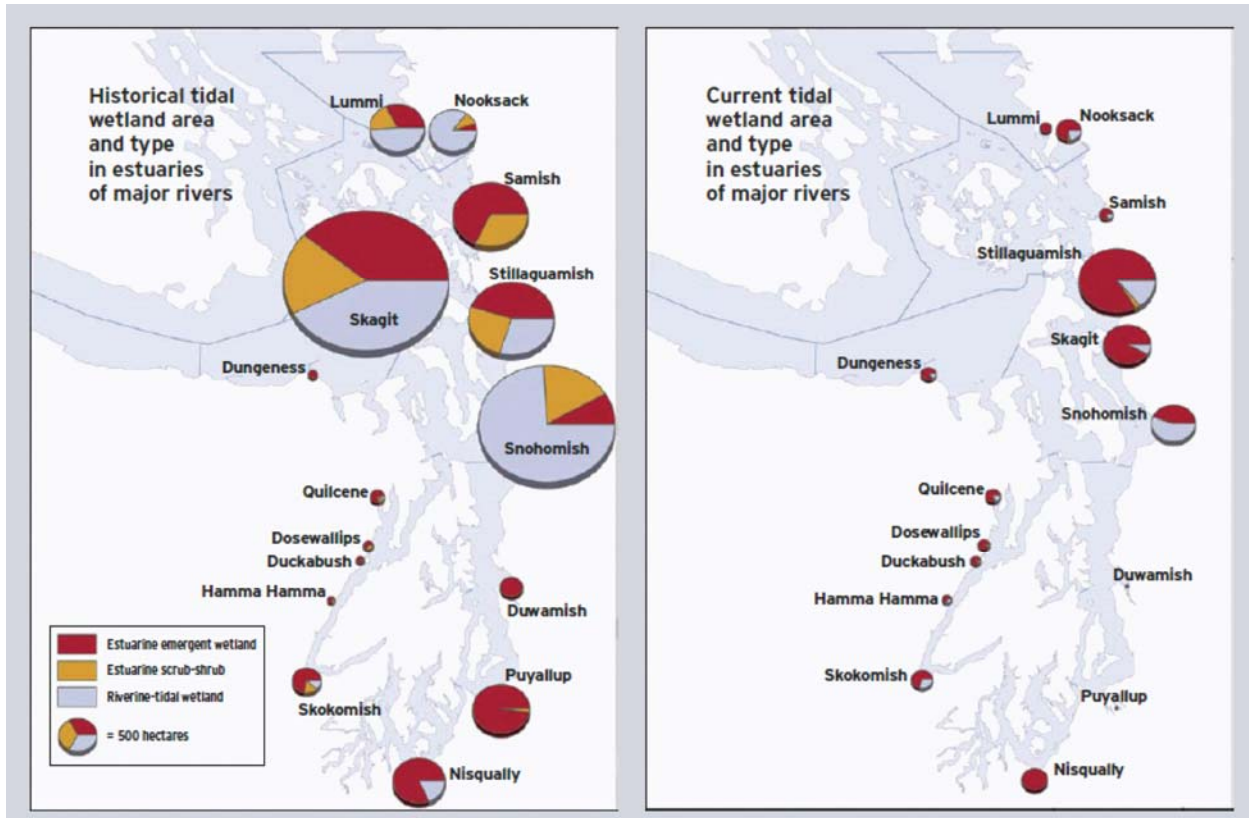 Historical tidal
wetland area
and type
in estuaries
of major rivers
Lummi
Nooksack
Samish
Skagit
Stillaguamish
Dungeness
Snohomish
Quilcene
Dosewallips
Duckabush
Hamma Hamma
Duwamish
Skokomish
Puyallup
Nisqually
Estuarine emergent wetland
Estuarine scrub-shrub
Riverine-tidal wetland
= 500 hectares
Current tidal
wetland area
and type
in estuaries
of major rivers
Lummi
Nooksack
Samish
Stillaguamish
Skagit
Dungeness
Snohomish
Quilcene
Dosewallips
Duckabush
Duwamish
Hamma Hamma
Skokomish
Puyallup
Nisqually